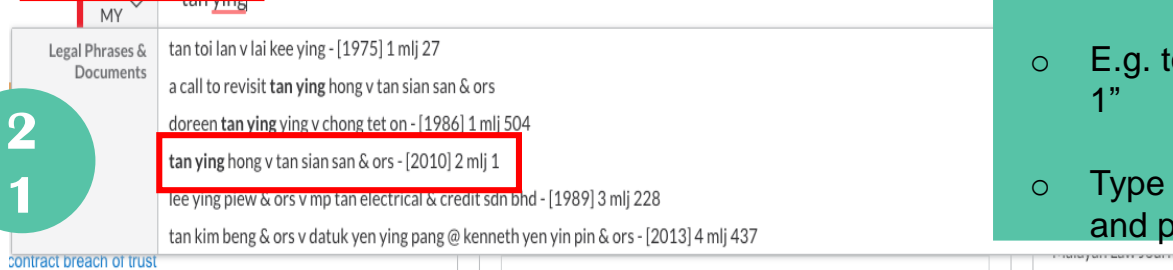 tan ying
MY
Legal Phrases &
Documents
tan toi lan v lai kee ying - [1975] 1 mlj 27
a call to revisit tan ying hong v tan sian san & ors
doreen tan ying ying v chong tet on - [1986] 1 mlj 504
tan ying hong v tan sian san & ors - [2010] 2 mlj 1
lee ying piew & ors v mp tan electrical & credit sdn bhd - [1989] 3 mlj 228
tan kim beng & ors v datuk yen ying pang @ kenneth yen yin pin & ors - [2013] 4 mlj 437
contract breach of trust
2
1
o E.g. t
1”
o Type
and p